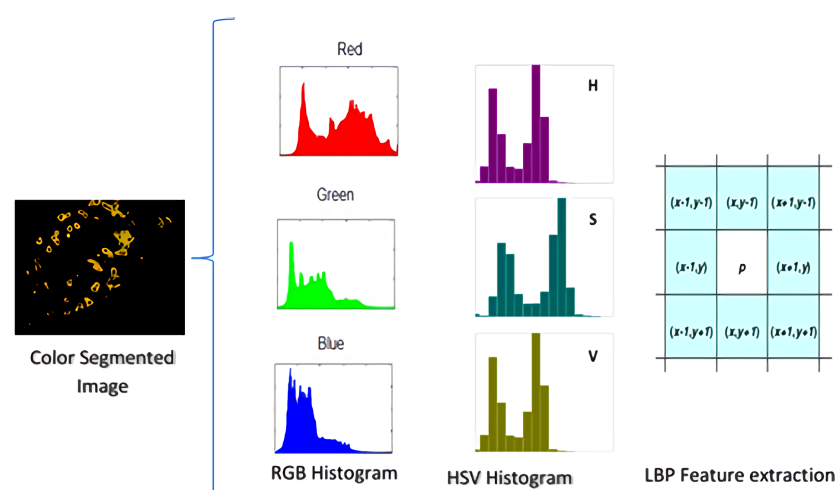 Red
Green
Blue
RGB Histogram
H
S
V
HSV Histogram
(x-1,y-1) (x,y-1) (x+1,y-1)
(x-1,y) p (x+1,y)
(x-1,y+1) (x,y+1) (x+1,y+1)
LBP Feature extraction
Color Segmented
Image